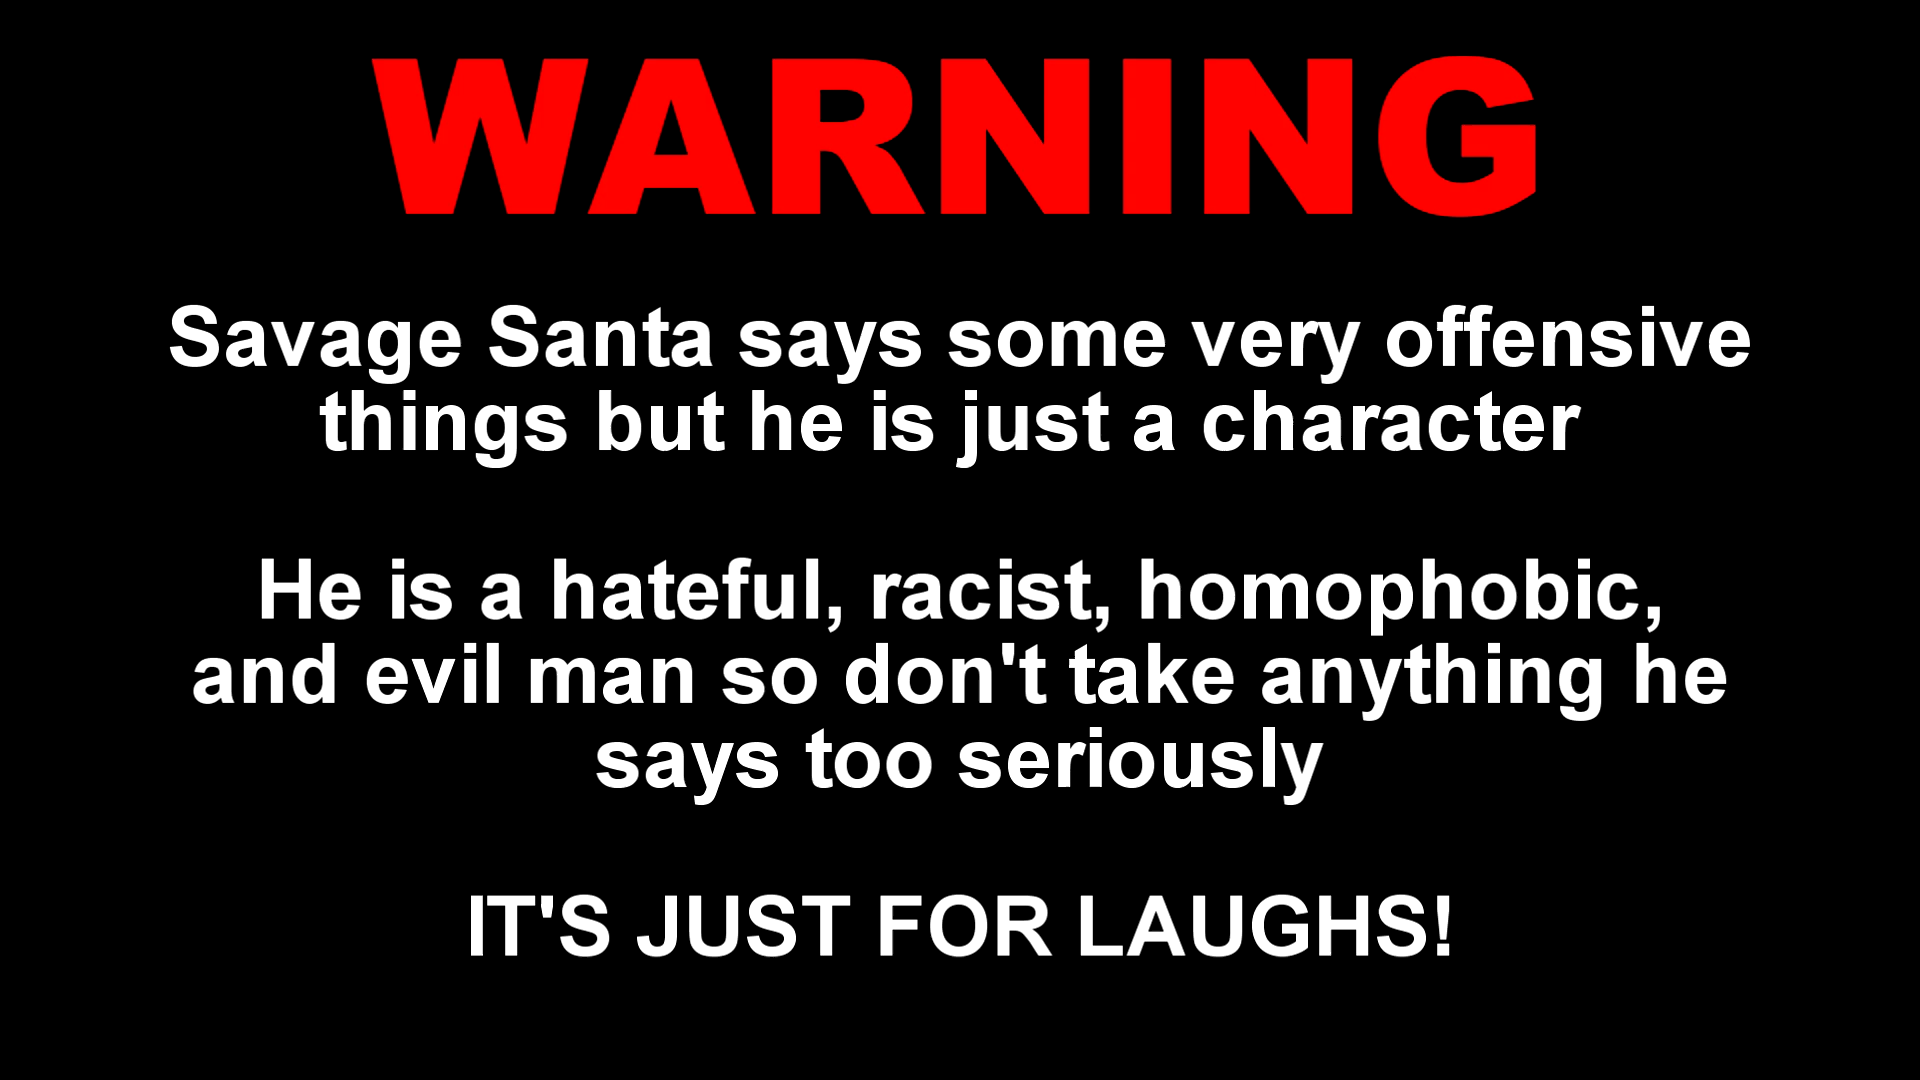 WARNING
Savage Santa says some very offensive
things but he is just a character
He is a hateful, racist, homophobic,
and evil man so don't take anything he
says too seriously
IT'S JUST FOR LAUGHS!